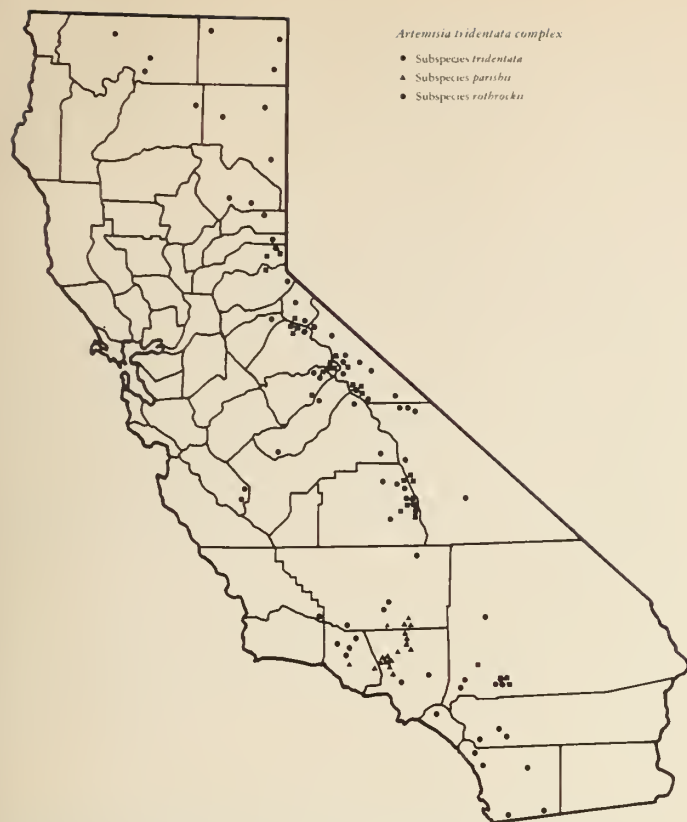 Artemisia tridentata complex
● Subspecies tridentata
▲ Subspecies parishii
● Subspecies rothrockii